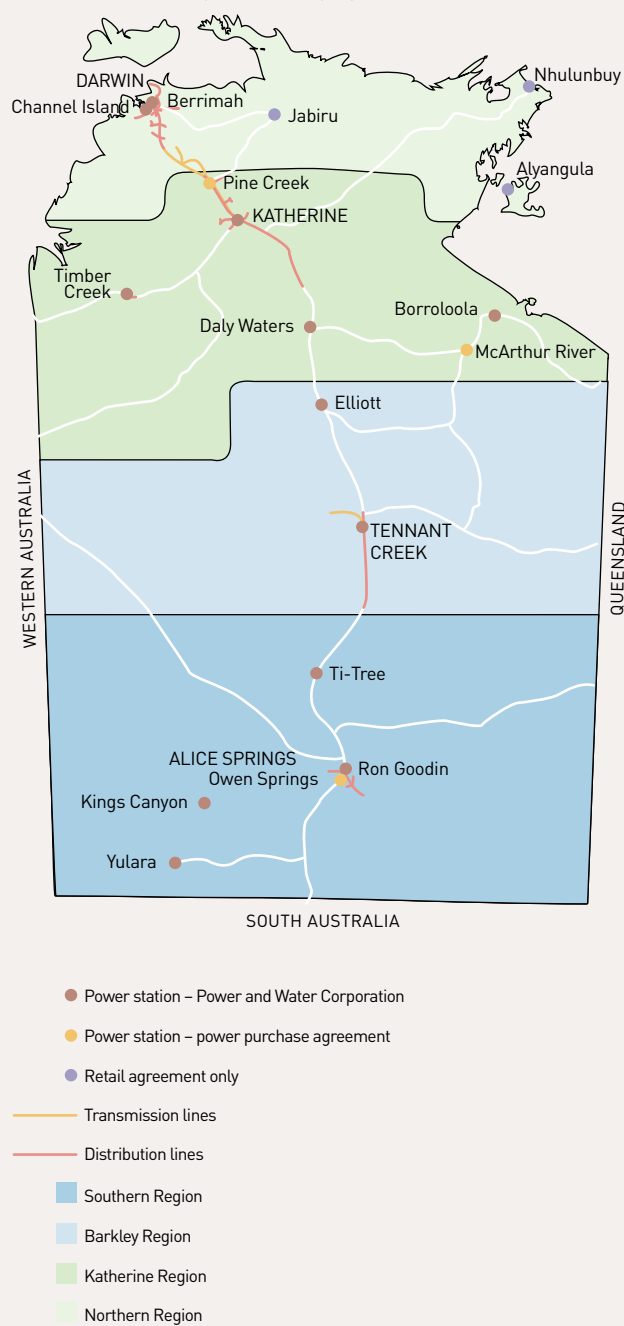 Nhulunbuy
DARWIN
Berrimah
Channel Island
Jabiru
Alyangula
Pine Creek
KATHERINE
Timber
Creek
Borroloola
Daly Waters
McArthur River
Elliott
WESTERN AUSTRALIA
QUEENSLAND
TENNANT
CREEK
Ti-Tree
ALICE SPRINGS
Owen Springs
Ron Goodin
Kings Canyon
Yulara
SOUTH AUSTRALIA
Power station – Power and Water Corporation
Power station – power purchase agreement
Retail agreement only
Transmission lines
Distribution lines
Southern Region
Barkley Region
Katherine Region
Northern Region